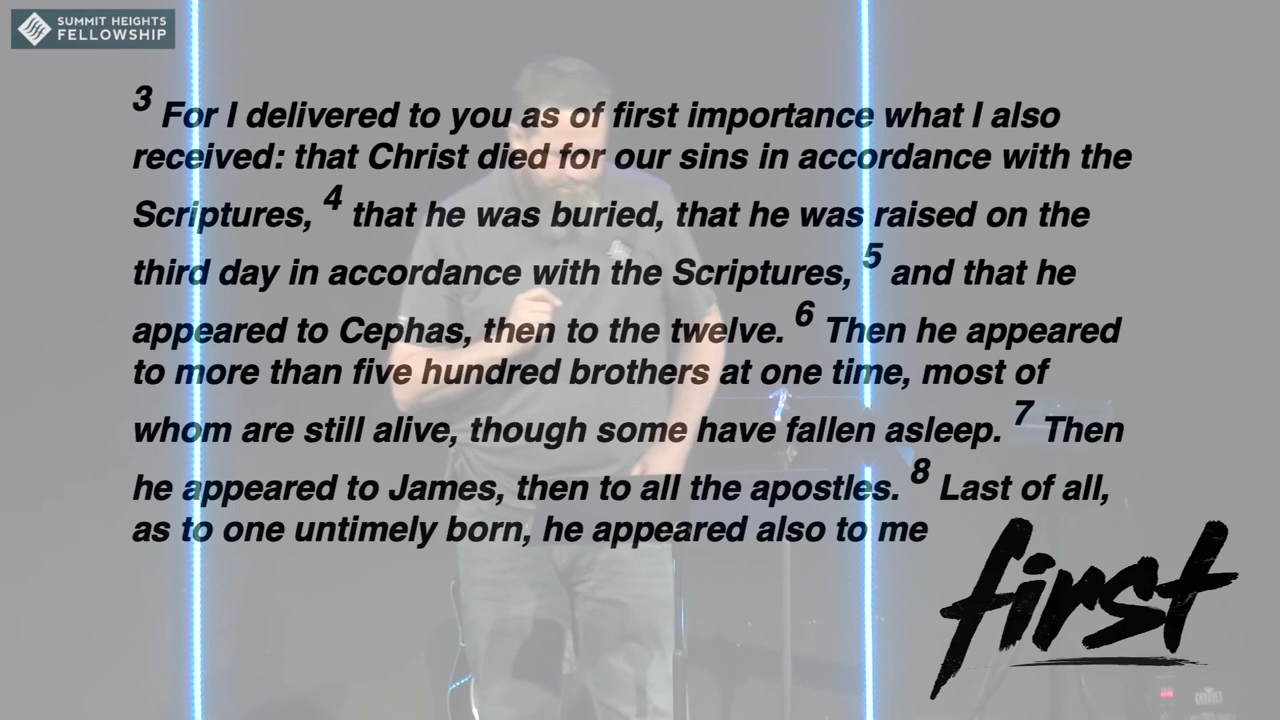 SUMMIT HEIGHTS
FELLOWSHIP
3 For I delivered to you as of first importance what I also
received: that Christ died for our sins in accordance with the
Scriptures, 4 that he was buried, that he was raised on the
third day in accordance with the Scriptures, 5 and that he
appeared to Cephas, then to the twelve. 6 Then he appeared
to more than five hundred brothers at one time, most of
whom are still alive, though some have fallen asleep. 7 Then
he appeared to James, then to all the apostles. 8 Last of all,
as to one untimely born, he appeared also to me
first